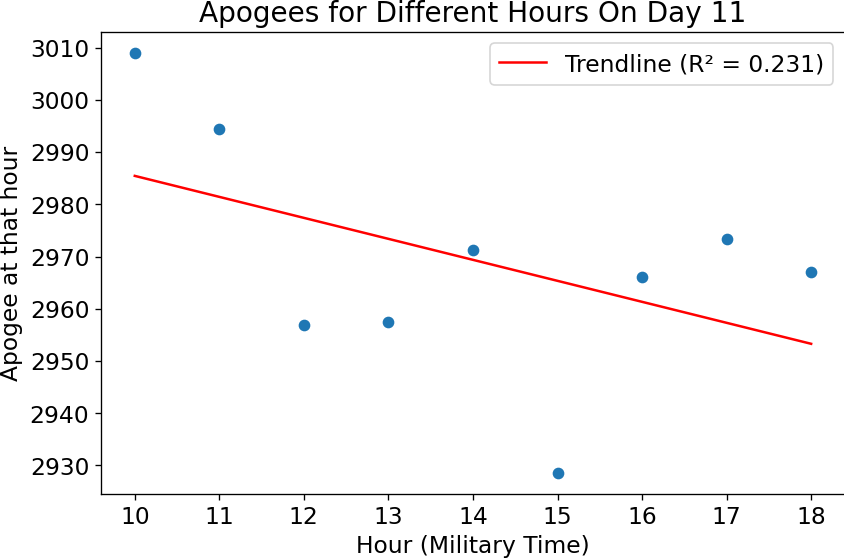 Apogees for Different Hours On Day 11
Trendline (R² = 0.231)
Apogee at that hour
3010
3000
2990
2980
2970
2960
2950
2940
2930
10 11 12 13 14 15 16 17 18
Hour (Military Time)